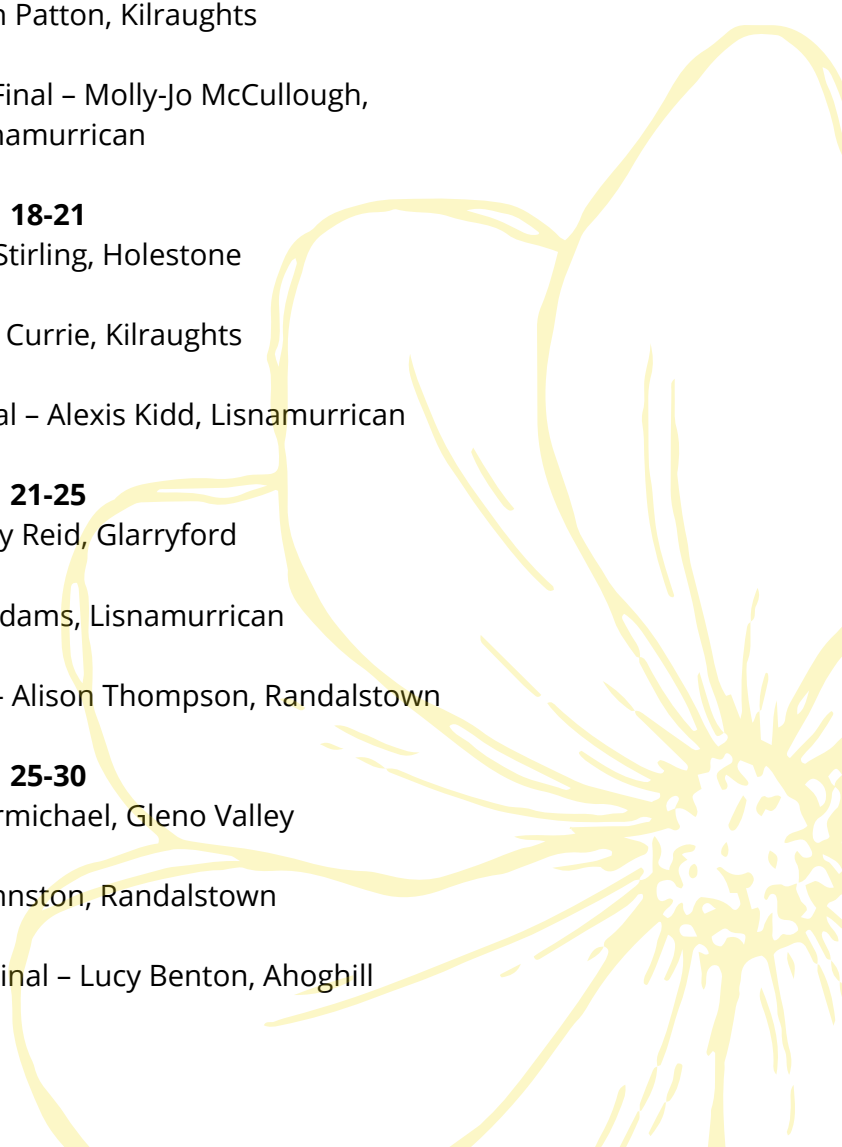 Patton, Kilraughts
Final – Molly-Jo McCullough,
namurrican
18-21
Stirling, Holestone
Currie, Kilraughts
al – Alexis Kidd, Lisnamurrican
21-25
y Reid, Glarryford
dams, Lisnamurrican
– Alison Thompson, Randalstown
25-30
rmichael, Gleno Valley
nston, Randalstown
inal – Lucy Benton, Ahoghill